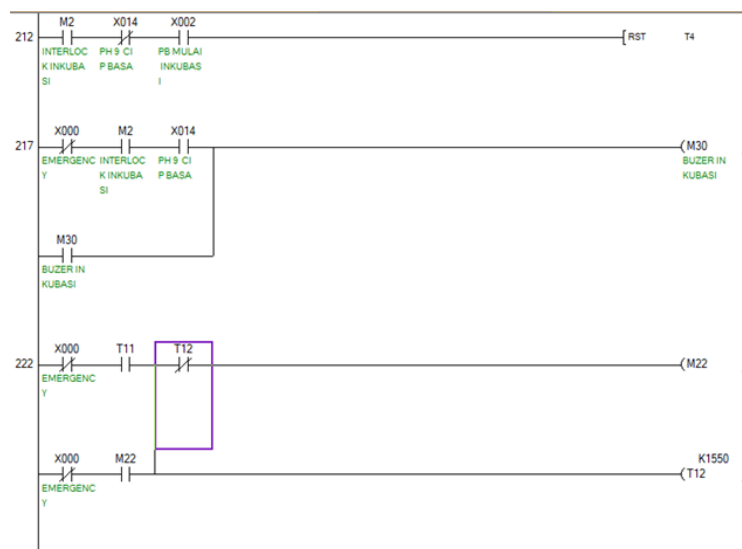 M2 X014 X002
212 [ RST T4
INTERLOC PH 9 CI PB MULAI
K INKUBA P BASA INKUBAS
SI I
X000 M2 X014
217 (M30
EMERGENC INTERLOC PH 9 CI BUZER IN
Y K INKUBA P BASA KUBASI
SI
M30
BUZER IN
KUBASI
X000 T11 T12
222 (M22
EMERGENC
Y
X000 M22 K1550
(T12
EMERGENC
Y